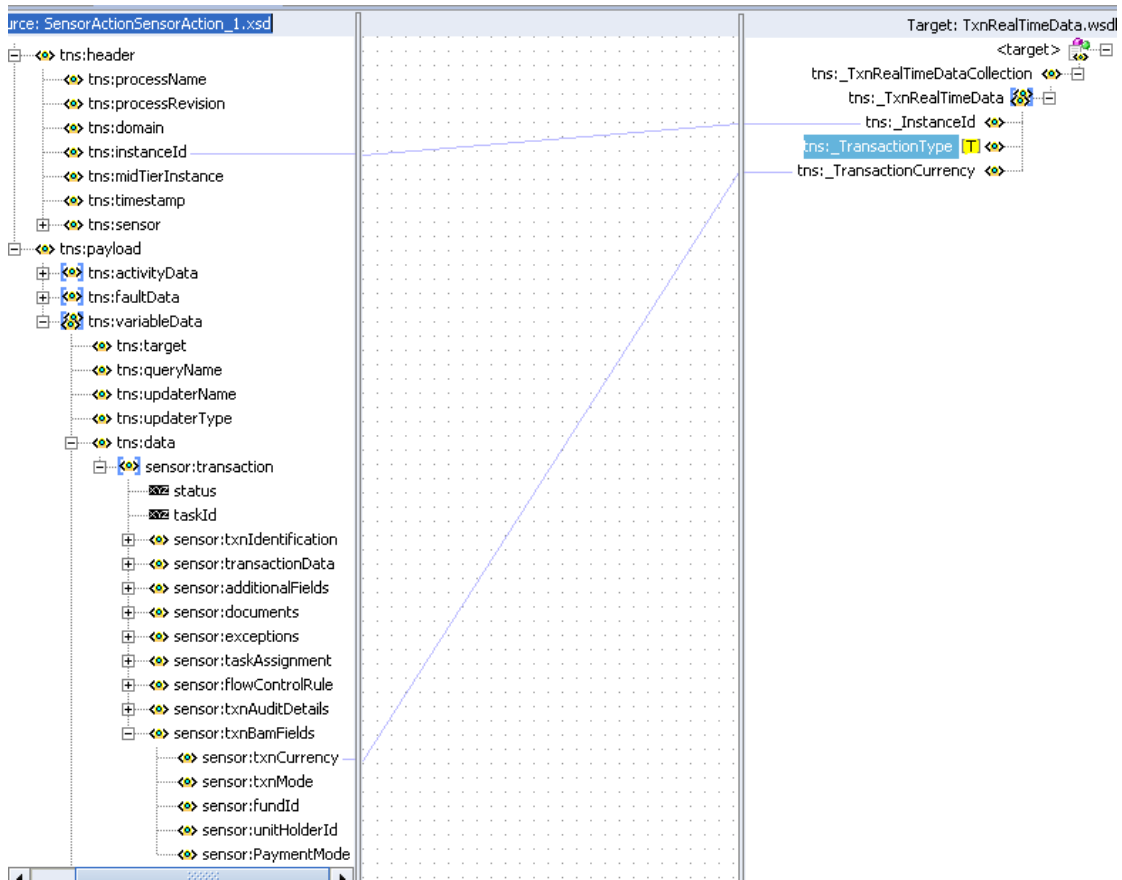 urce: SensorActionSensorAction_1.xsd
tns:header
tns:processName
tns:processRevision
tns:domain
tns:instanceId
tns:midTierInstance
tns:timestamp
tns:sensor
tns:payload
tns:activityData
tns:faultData
tns:variableData
tns:target
tns:queryName
tns:updaterName
tns:updaterType
tns:data
sensor:transaction
XYZ status
XYZ taskId
sensor:txnIdentification
sensor:transactionData
sensor:additionalFields
sensor:documents
sensor:exceptions
sensor:taskAssignment
sensor:flowControlRule
sensor:txnAuditDetails
sensor:txnBamFields
sensor:txnCurrency
sensor:txnMode
sensor:fundId
sensor:unitHolderId
sensor:PaymentMode
Target: TxnRealTimeData.wsdl
<target>
tns:_TxnRealTimeDataCollection
tns:_TxnRealTimeData
tns:_InstanceId
tns:_TransactionType [T]
tns:_TransactionCurrency